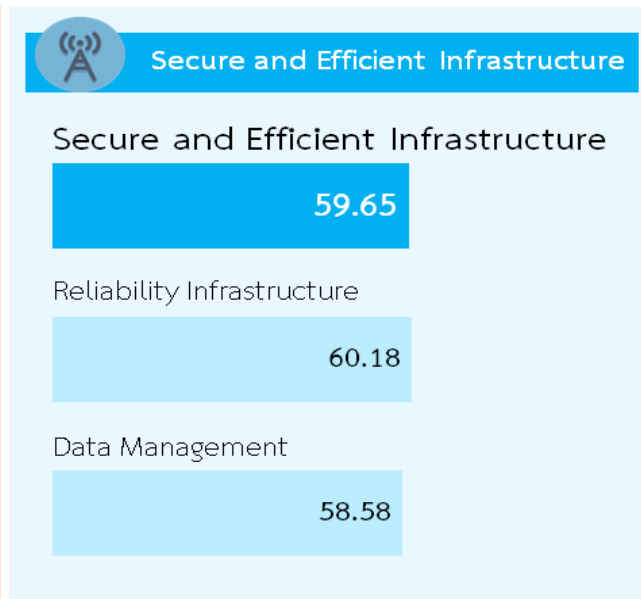 Secure and Efficient Infrastructure
Secure and Efficient Infrastructure
59.65
Reliability Infrastructure
60.18
Data Management
58.58